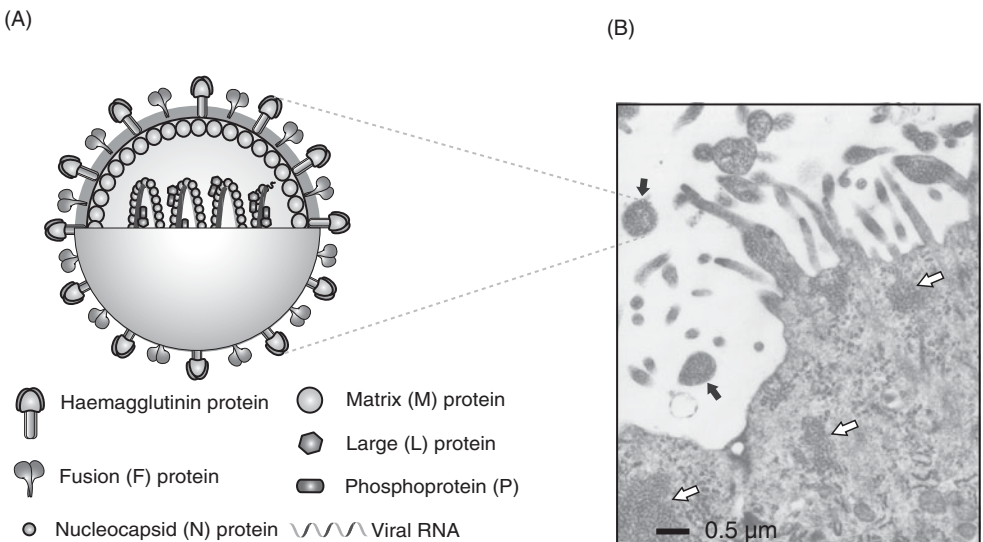 (A)
(B)
Haemagglutinin protein
Matrix (M) protein
Large (L) protein
Fusion (F) protein
Phosphoprotein (P)
Nucleocapsid (N) protein
Viral RNA
0.5 μm